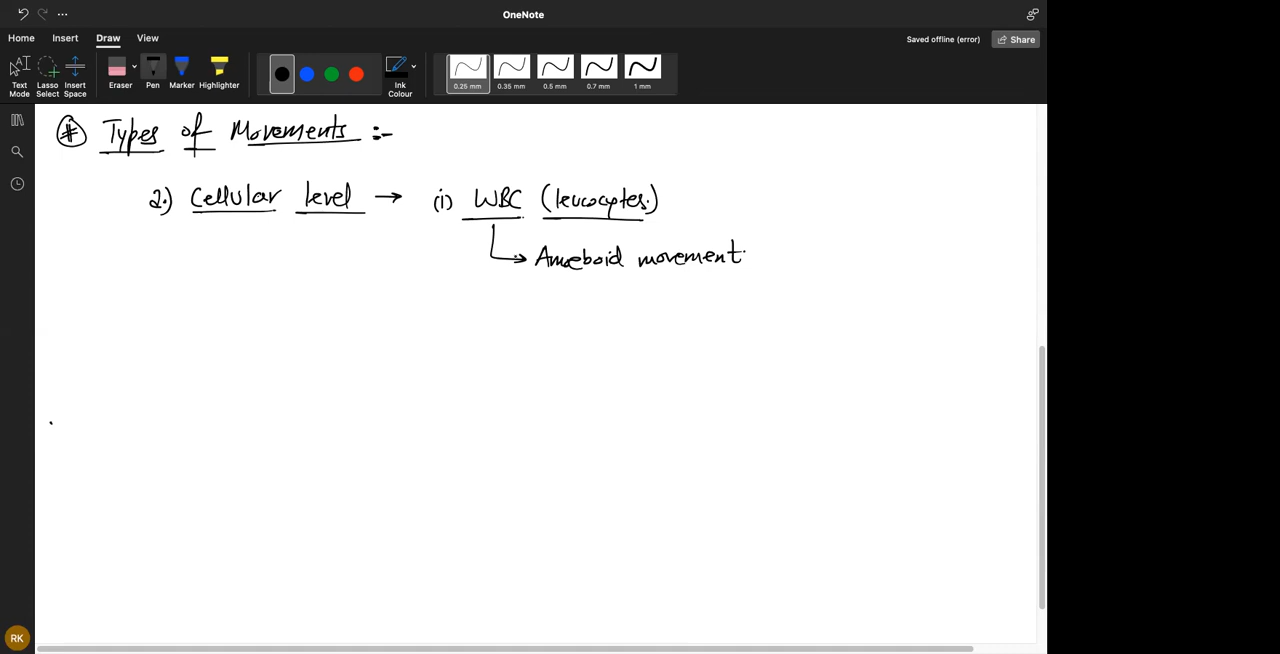 OneNote
Home Insert Draw View
Saved offline (error) Share
Text Mode
Lasso Select
Insert Space
Eraser
Pen
Marker
Highlighter
Ink Colour
0.25 mm
0.35 mm
0.5 mm
0.7 mm
1 mm
# Types of Movements :-
2.) Cellular level → (i) WBC (leucocytes.)
↳ Amoeboid movement.
RK